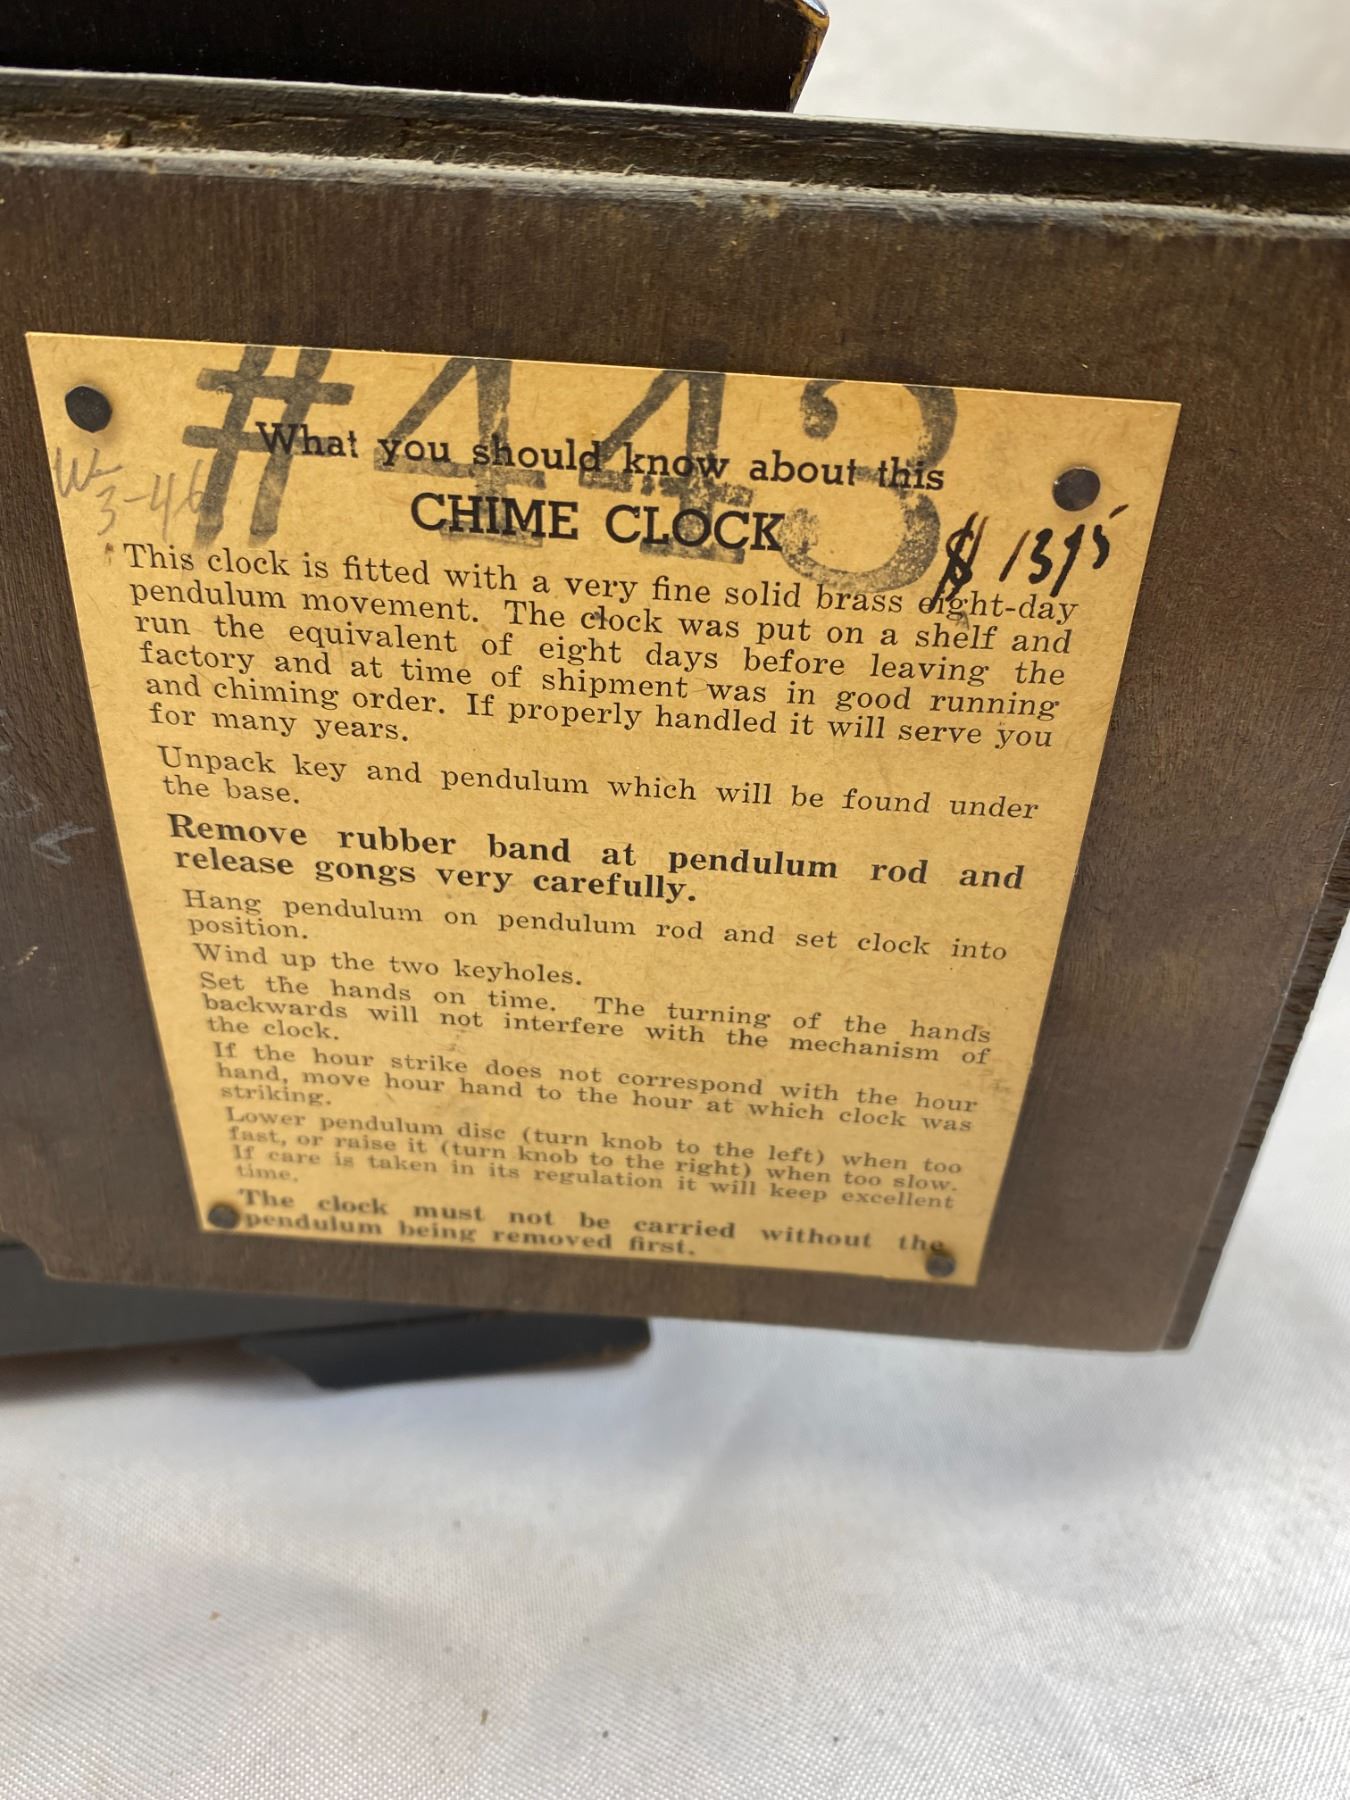 #443
What you should know about this
CHIME CLOCK
3-46
$ 1375
This clock is fitted with a very fine solid brass eight-day
pendulum movement. The clock was put on a shelf and
run the equivalent of eight days before leaving the
factory and at time of shipment was in good running
and chiming order. If properly handled it will serve you
for many years.
Unpack key and pendulum which will be found under
the base.
Remove rubber band at pendulum rod and
release gongs very carefully.
Hang pendulum on pendulum rod and set clock into
position.
Wind up the two keyholes.
Set the hands on time. The turning of the hands
backwards will not interfere with the mechanism of
the clock.
If the hour strike does not correspond with the hour
hand, move hour hand to the hour at which clock was
striking.
Lower pendulum disc (turn knob to the left) when too
fast, or raise it (turn knob to the right) when too slow.
If care is taken in its regulation it will keep excellent
time.
The clock must not be carried without the
pendulum being removed first.